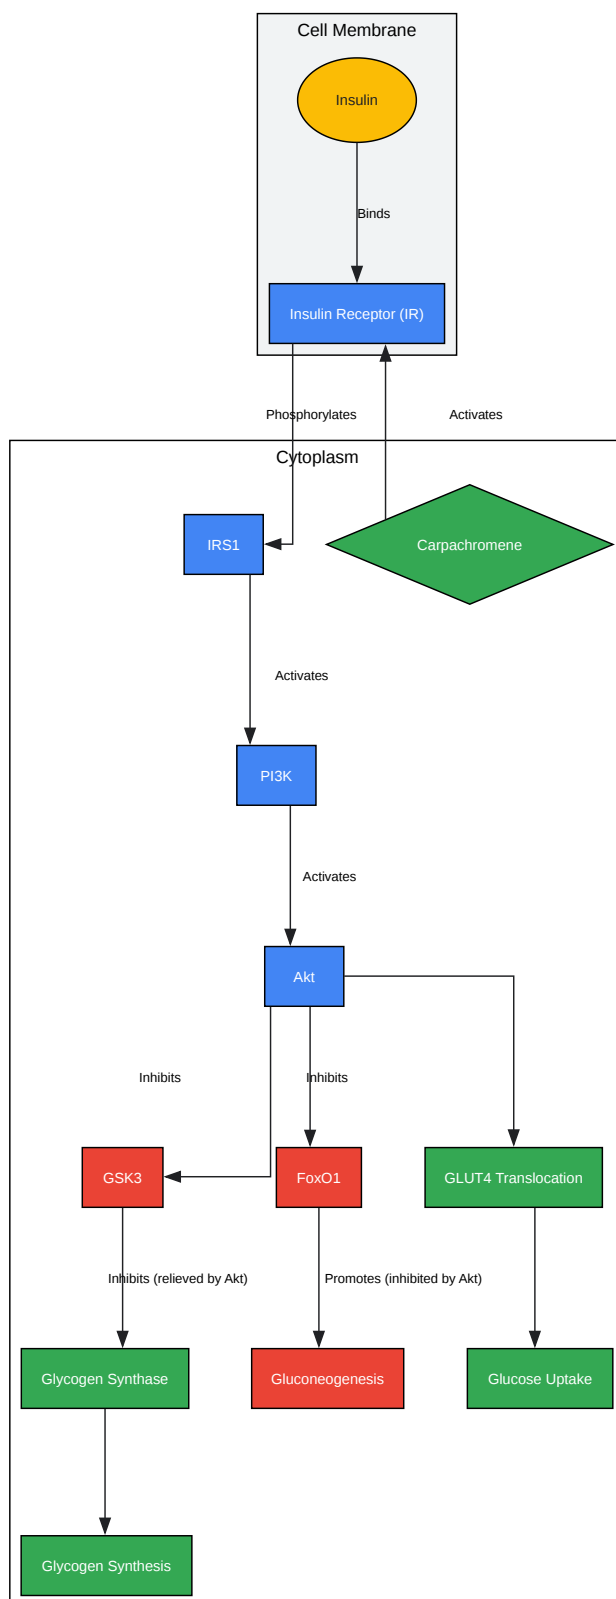 Cell Membrane
Insulin
Binds
Insulin Receptor (IR)
Phosphorylates
Activates
Cytoplasm
IRS1
Carpachromene
Activates
PI3K
Activates
Akt
Inhibits
Inhibits
GSK3
FoxO1
GLUT4 Translocation
Inhibits (relieved by Akt)
Promotes (inhibited by Akt)
Glycogen Synthase
Gluconeogenesis
Glucose Uptake
Glycogen Synthesis